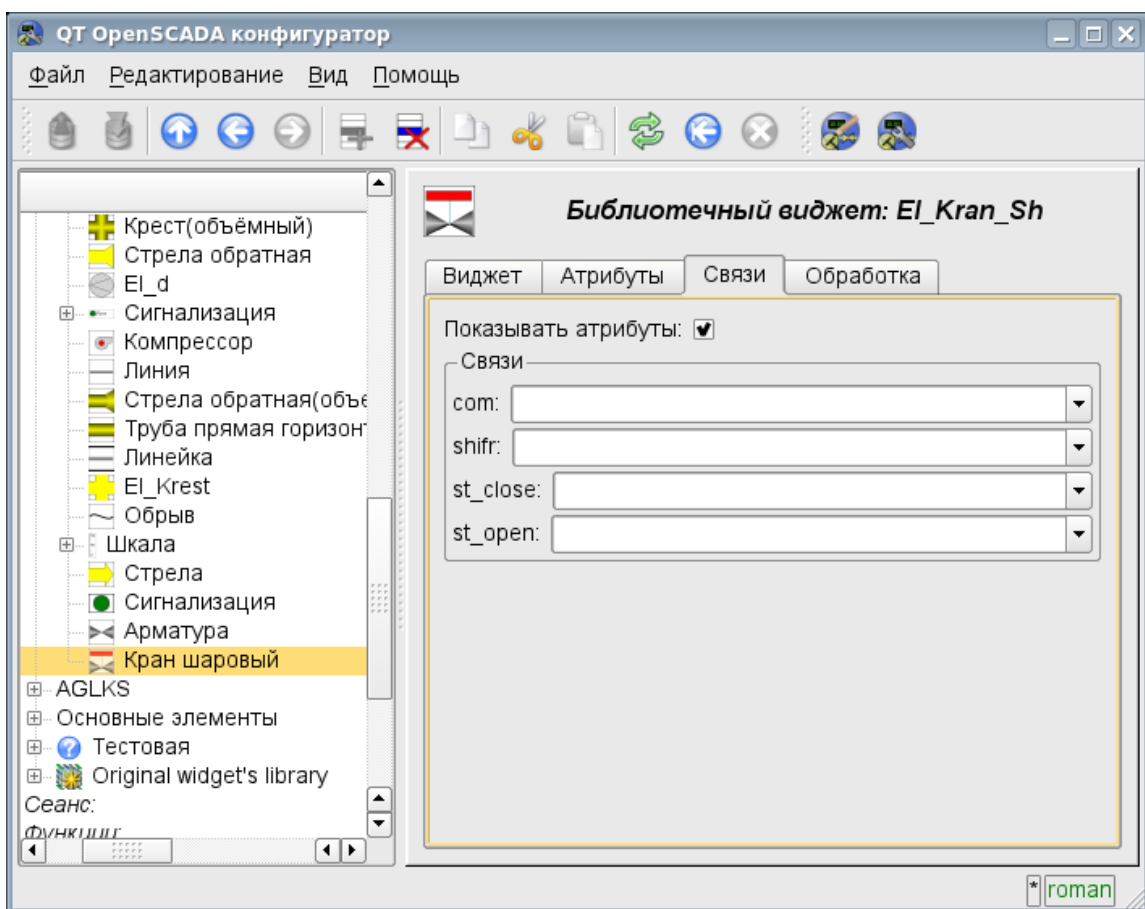 QT OpenSCADA конфигуратор
Файл Редактирование Вид Помощь
Крест(объёмный)
Стрела обратная
El_d
Сигнализация
Компрессор
Линия
Стрела обратная(объё
Труба прямая горизонт
Линейка
El_Krest
Обрыв
Шкала
Стрела
Сигнализация
Арматура
Кран шаровый
AGLKS
Основные элементы
Тестовая
Original widget's library
Сеанс:
Функции:
Библиотечный виджет: El_Kran_Sh
Виджет Атрибуты Связи Обработка
Показывать атрибуты:
Связи
com:
shifr:
st_close:
st_open:
* roman